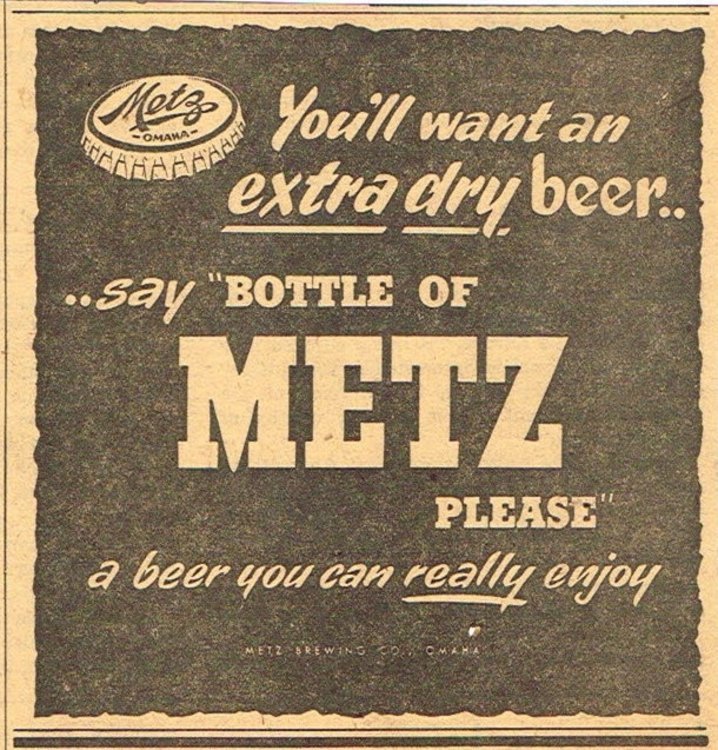 Metz
-OMAHA-
You'll want an
extra dry beer..
..say "BOTTLE OF
METZ
PLEASE"
a beer you can really enjoy
METZ BREWING CO., OMAHA